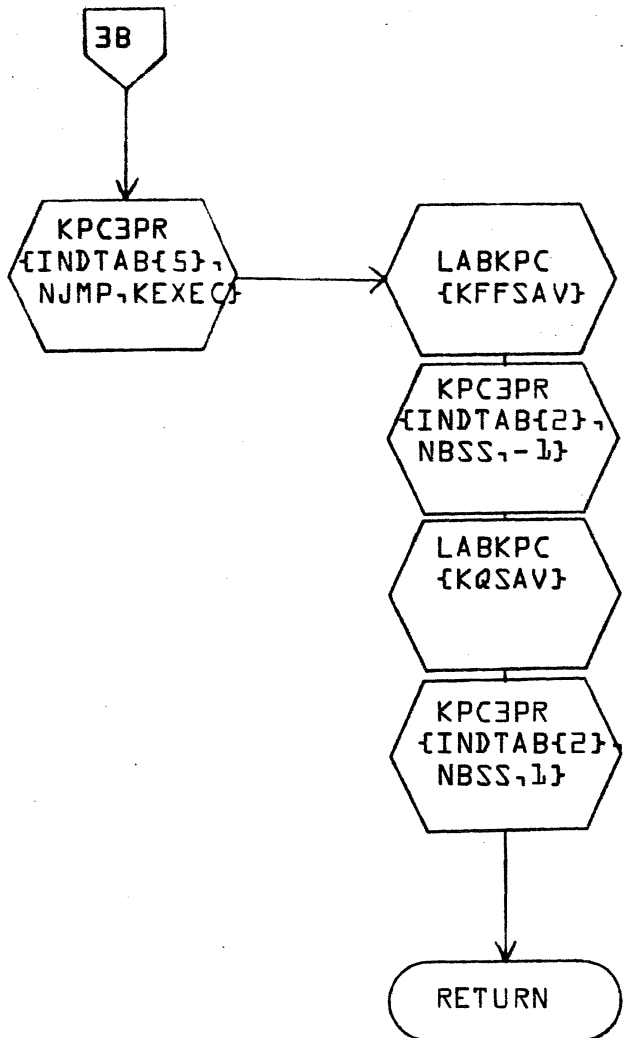 3B
KPC3PR
{INDTAB{5},
NJMP,KEXEC}
LABKPC
{KFFSAV}
KPC3PR
{INDTAB{2},
NBSS,-1}
LABKPC
{KQSAV}
KPC3PR
{INDTAB{2},
NBSS,1}
RETURN